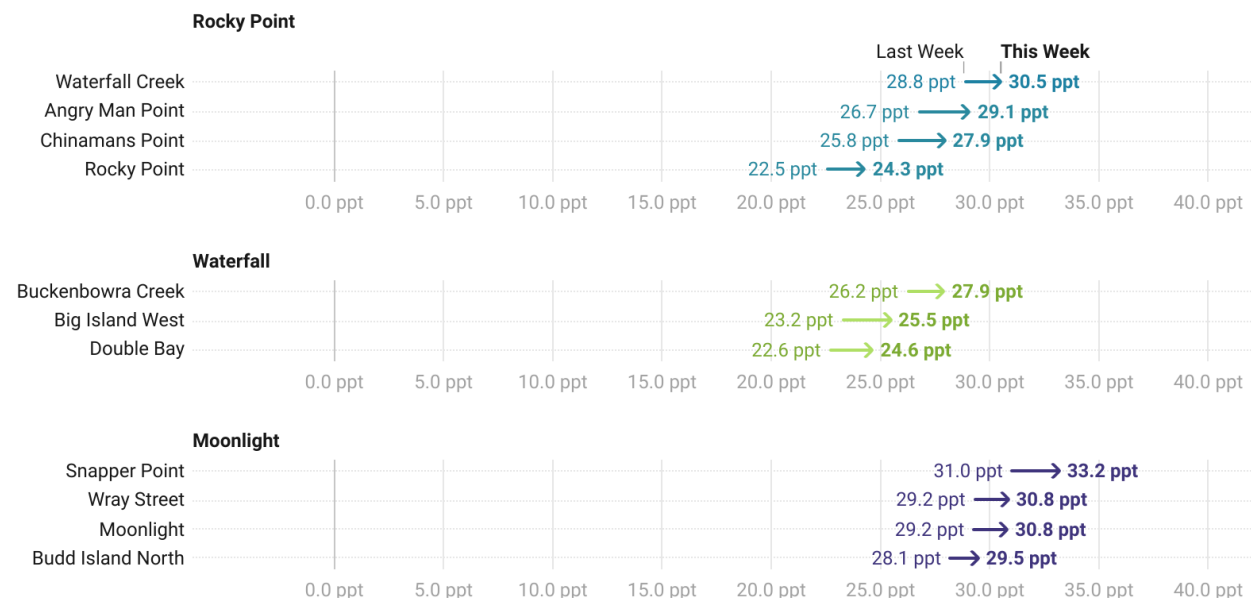 Rocky Point
Last Week This Week
Waterfall Creek 28.8 ppt 30.5 ppt
Angry Man Point 26.7 ppt 29.1 ppt
Chinamans Point 25.8 ppt 27.9 ppt
Rocky Point 22.5 ppt 24.3 ppt
0.0 ppt 5.0 ppt 10.0 ppt 15.0 ppt 20.0 ppt 25.0 ppt 30.0 ppt 35.0 ppt 40.0 ppt
Waterfall
Buckenbowra Creek 26.2 ppt 27.9 ppt
Big Island West 23.2 ppt 25.5 ppt
Double Bay 22.6 ppt 24.6 ppt
0.0 ppt 5.0 ppt 10.0 ppt 15.0 ppt 20.0 ppt 25.0 ppt 30.0 ppt 35.0 ppt 40.0 ppt
Moonlight
Snapper Point 31.0 ppt 33.2 ppt
Wray Street 29.2 ppt 30.8 ppt
Moonlight 29.2 ppt 30.8 ppt
Budd Island North 28.1 ppt 29.5 ppt
0.0 ppt 5.0 ppt 10.0 ppt 15.0 ppt 20.0 ppt 25.0 ppt 30.0 ppt 35.0 ppt 40.0 ppt